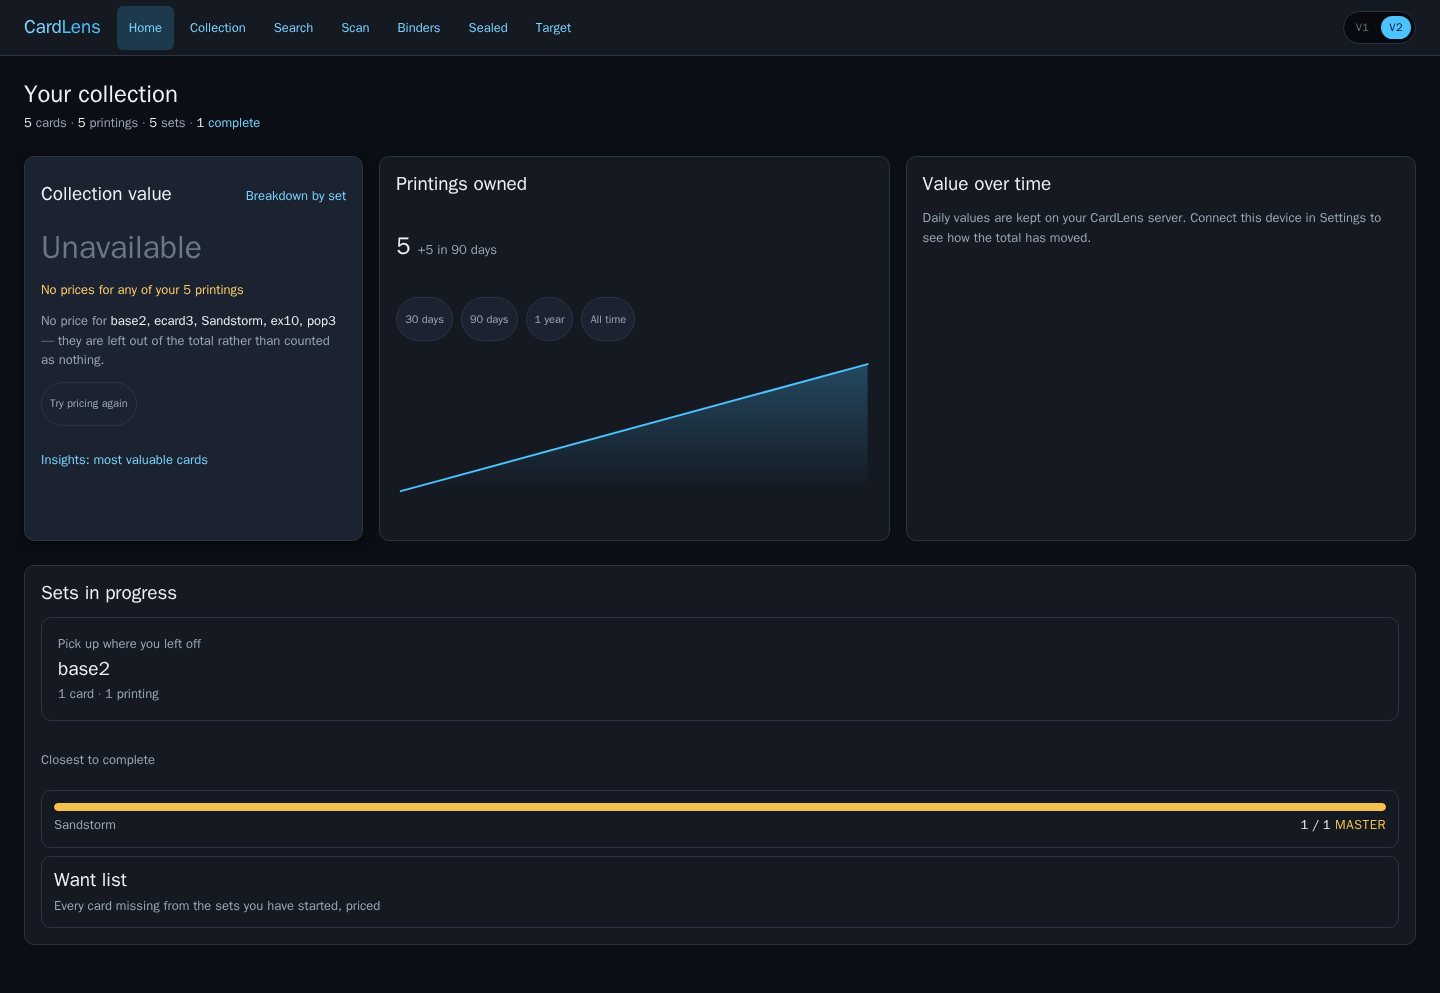 CardLens Home Collection Search Scan Binders Sealed Target V1 V2
Your collection
5 cards · 5 printings · 5 sets · 1 complete
Collection value Breakdown by set
Unavailable
No prices for any of your 5 printings
No price for base2, ecard3, Sandstorm, ex10, pop3
— they are left out of the total rather than counted
as nothing.
Try pricing again
Insights: most valuable cards
Printings owned
5 +5 in 90 days
30 days 90 days 1 year All time
Value over time
Daily values are kept on your CardLens server. Connect this device in Settings to
see how the total has moved.
Sets in progress
Pick up where you left off
base2
1 card · 1 printing
Closest to complete
Sandstorm 1 / 1 MASTER
Want list
Every card missing from the sets you have started, priced